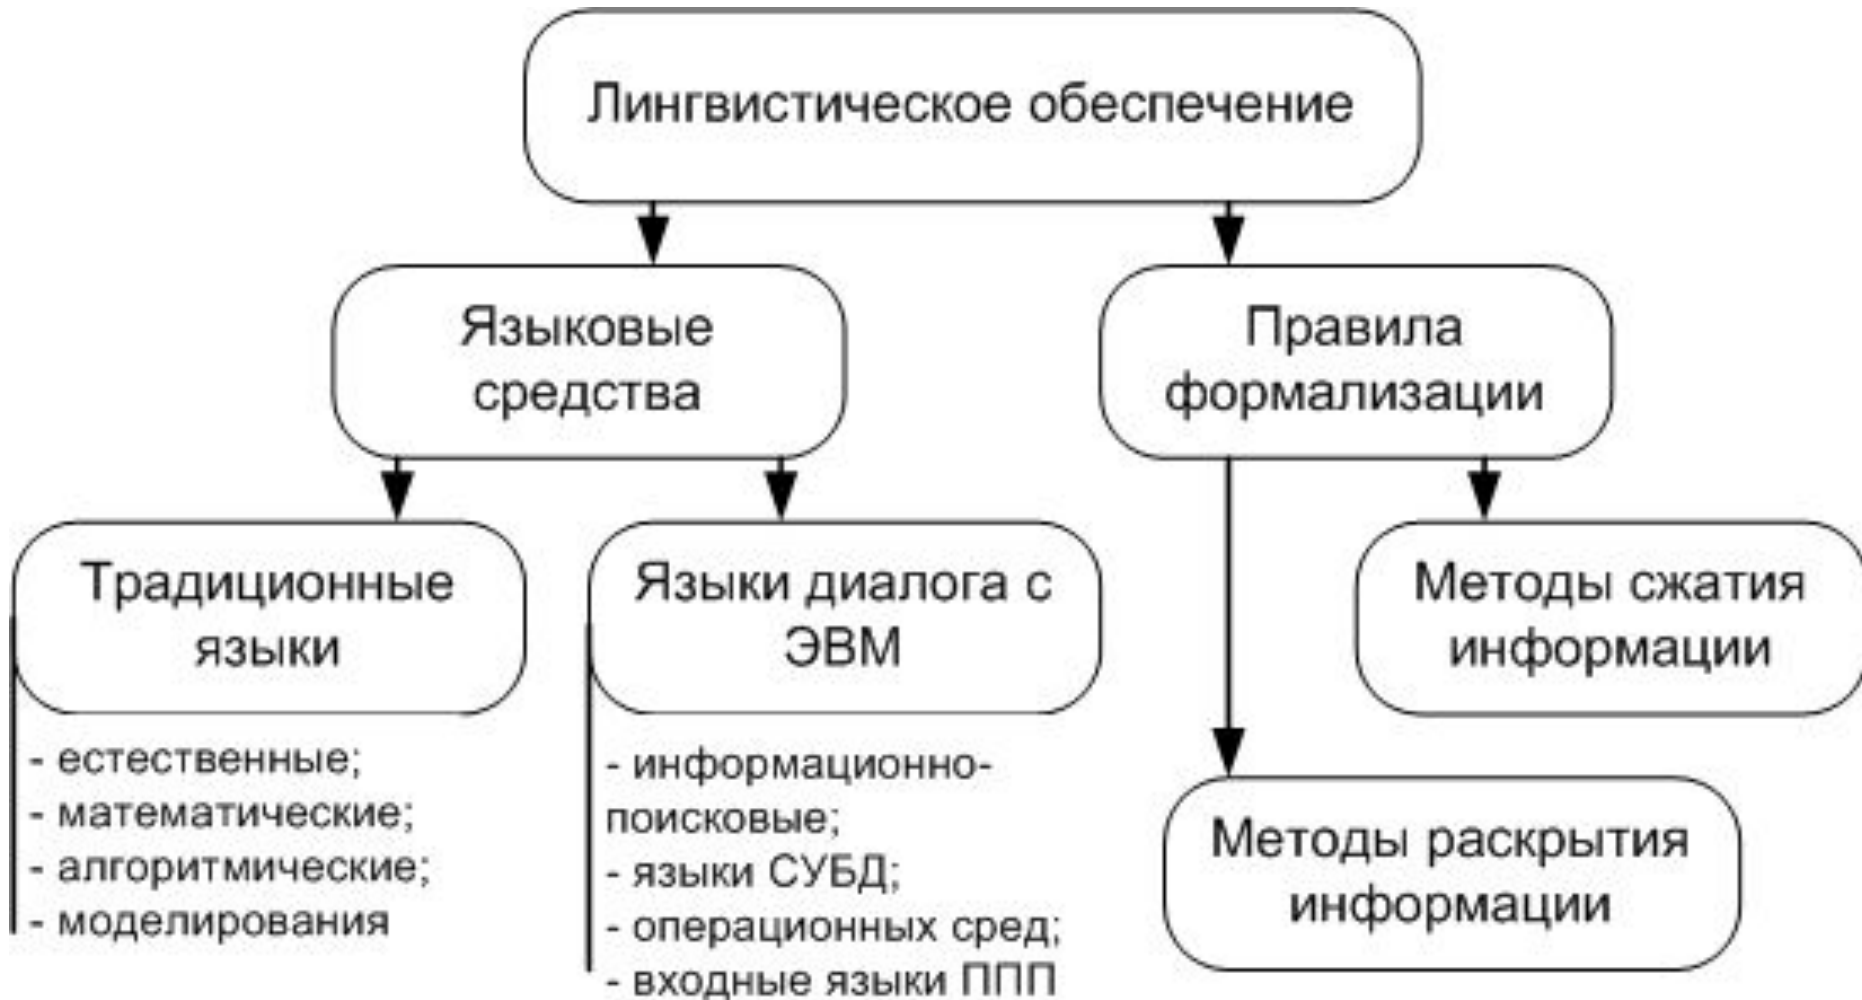 Лингвистическое обеспечение
Языковые
средства
Правила
формализации
Традиционные
языки
Языки диалога с
ЭВМ
Методы сжатия
информации
- естественные;
- математические;
- алгоритмические;
- моделирования
- информационно-
поисковые;
- языки СУБД;
- операционных сред;
- входные языки ППП
Методы раскрытия
информации